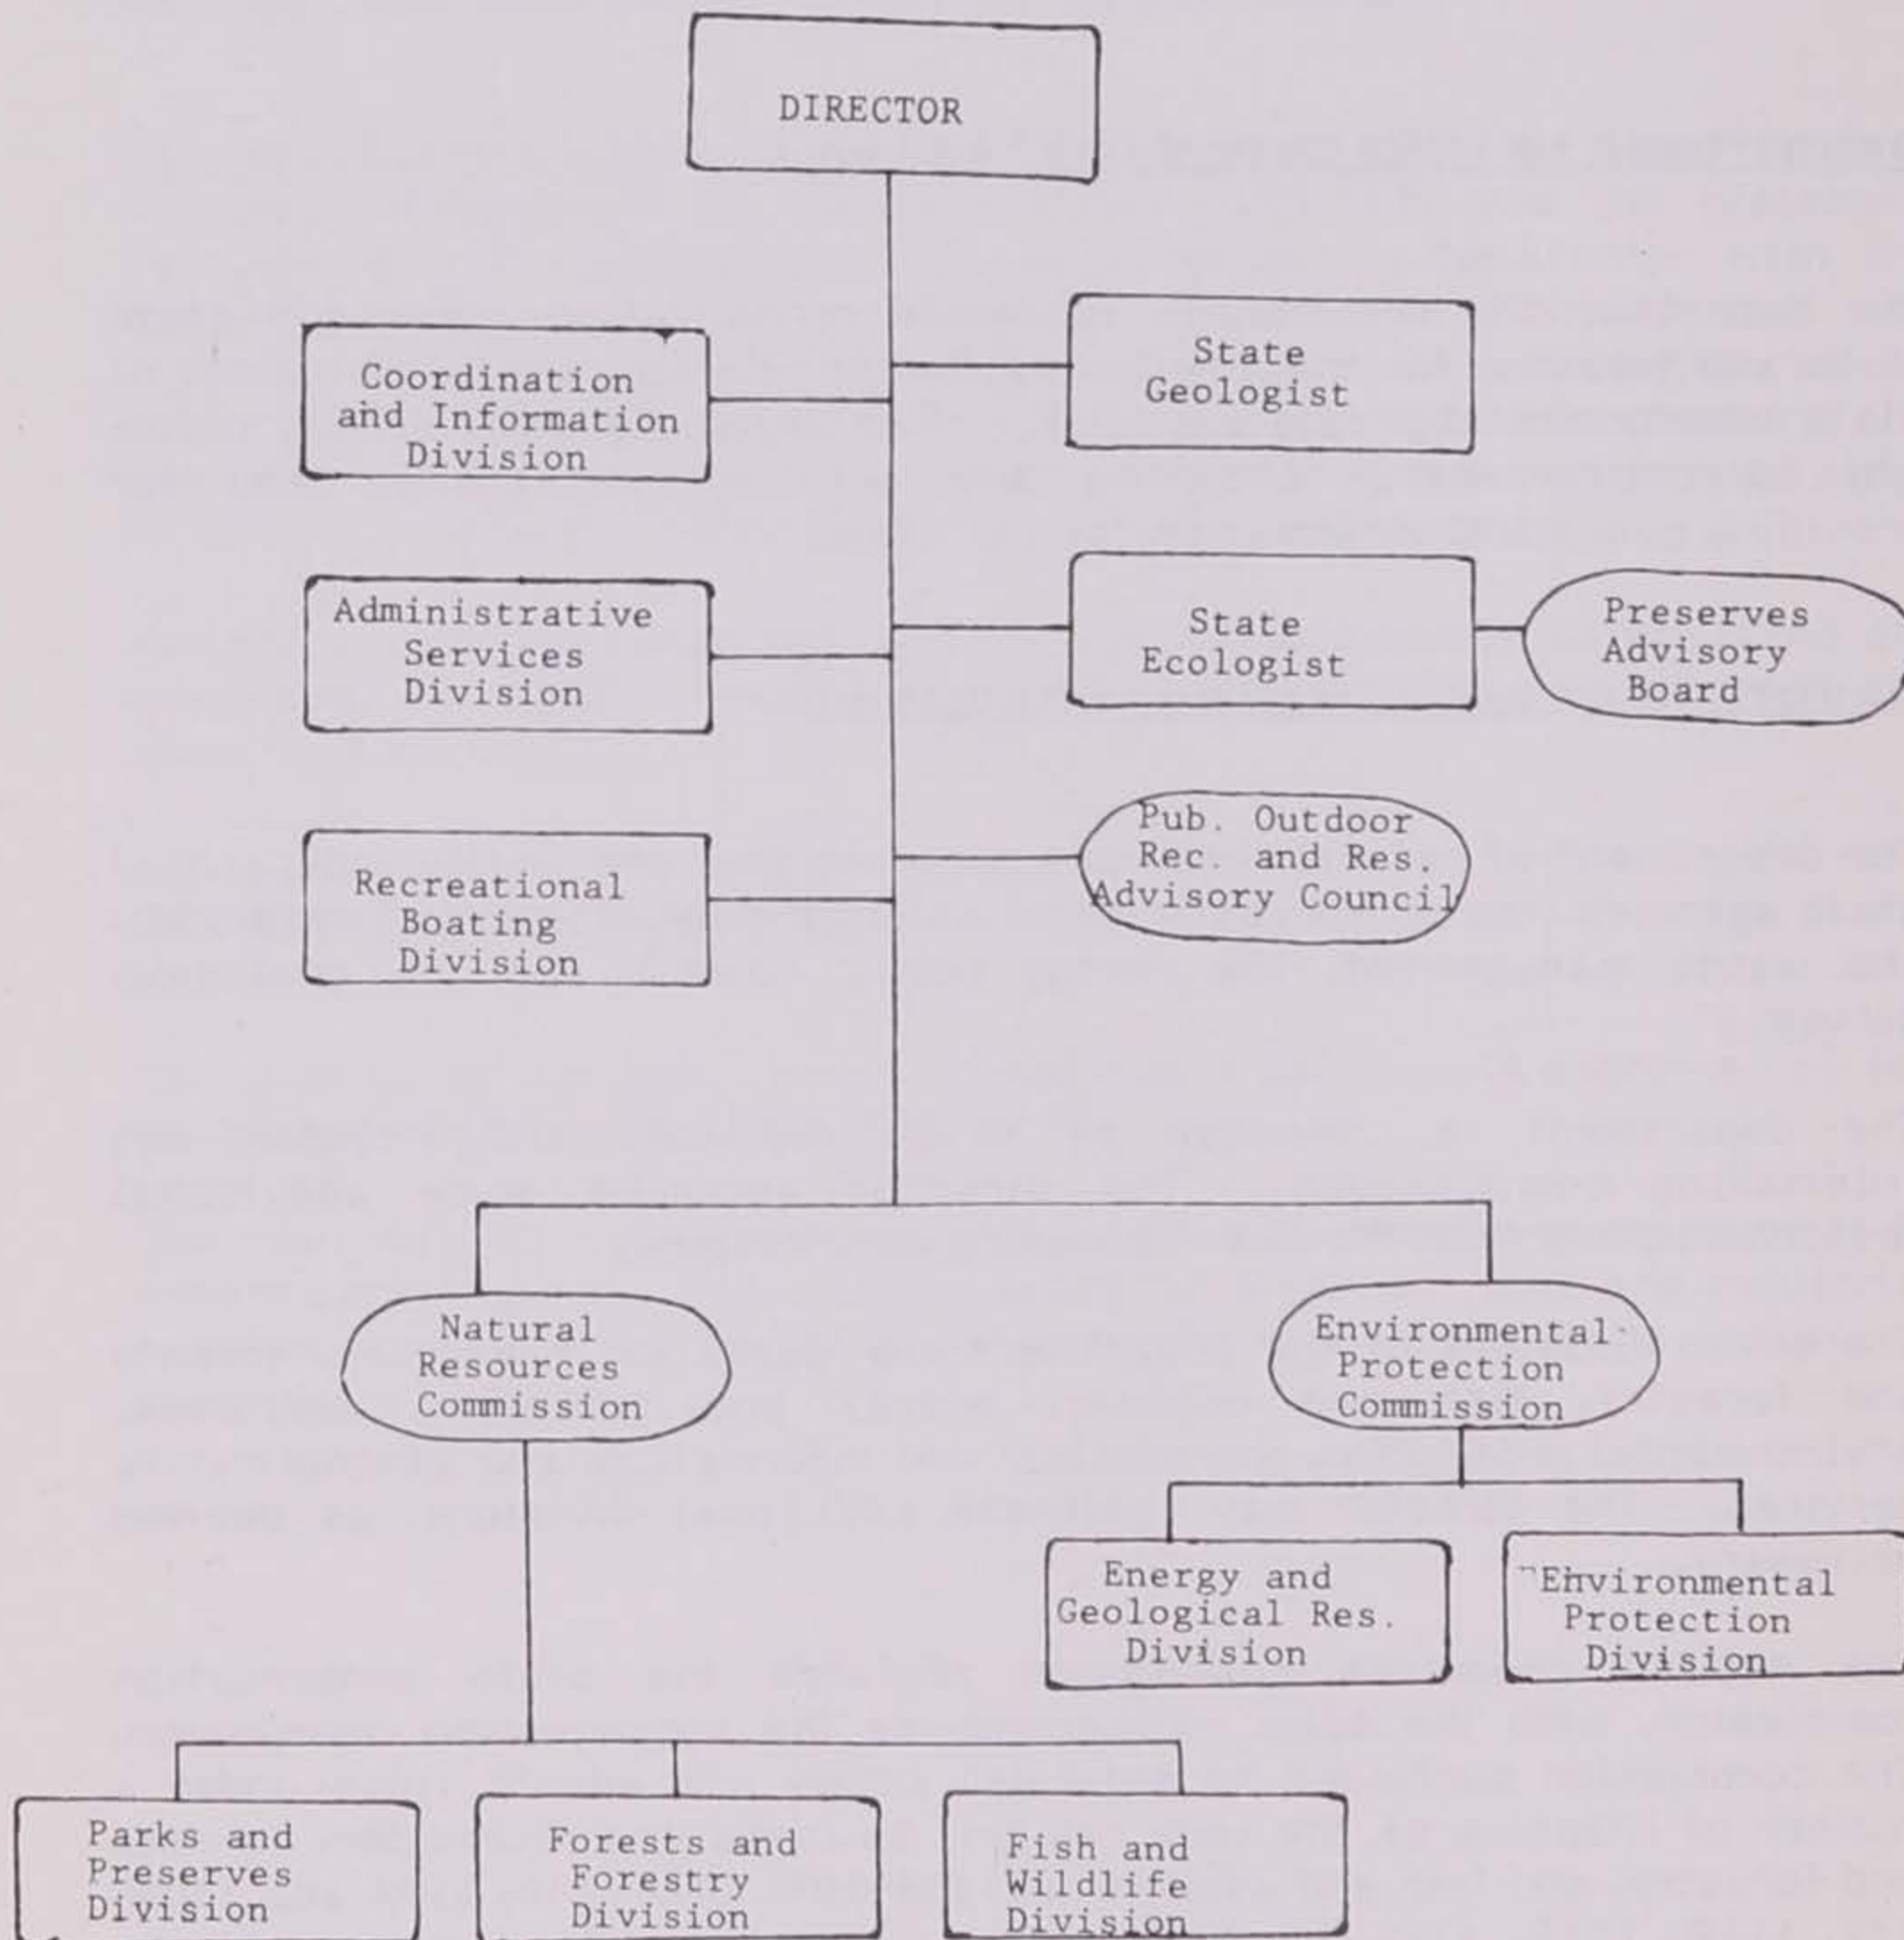 DIRECTOR
Coordination
and Information
Division
State
Geologist
Administrative
Services
Division
State
Ecologist
Preserves
Advisory
Board
Recreational
Boating
Division
Pub. Outdoor
Rec. and Res.
Advisory Council
Natural
Resources
Commission
Environmental
Protection
Commission
Energy and
Geological Res.
Division
Environmental
Protection
Division
Parks and
Preserves
Division
Forests and
Forestry
Division
Fish and
Wildlife
Division